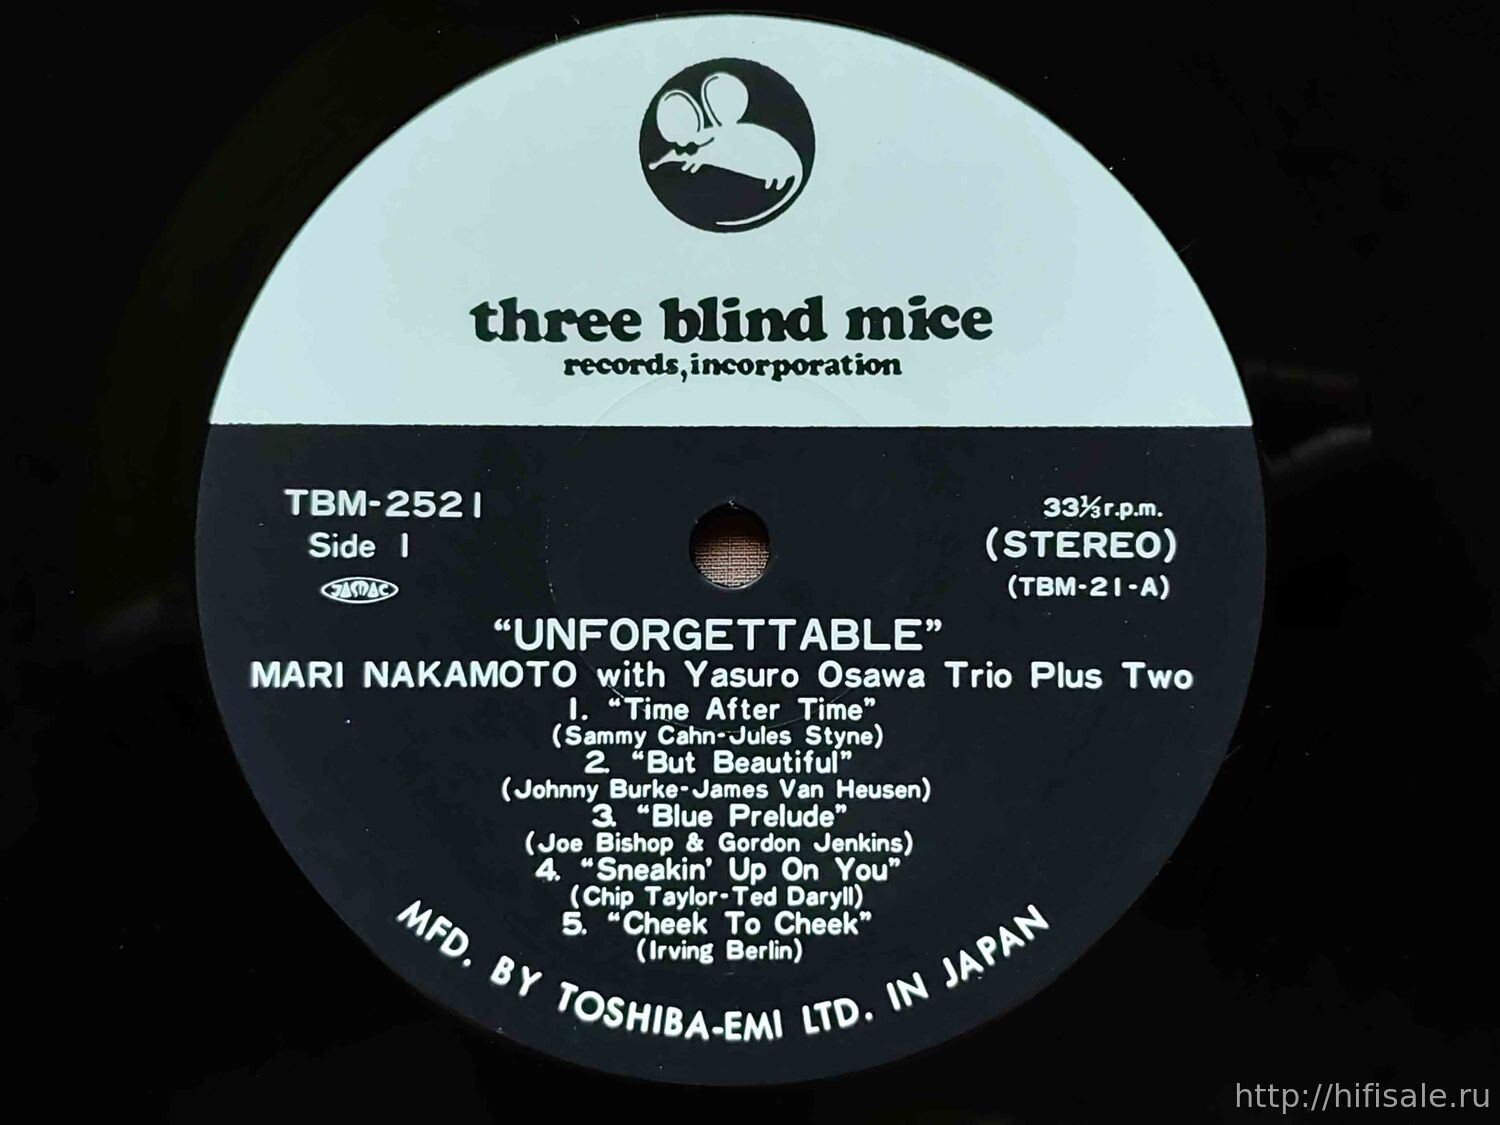 three blind mice
records, incorporation
TBM-2521
Side 1
JASRAC
33⅓ r.p.m.
(STEREO)
(TBM-21-A)
“UNFORGETTABLE”
MARI NAKAMOTO with Yasuro Osawa Trio Plus Two
1. “Time After Time”
(Sammy Cahn-Jules Styne)
2. “But Beautiful”
(Johnny Burke-James Van Heusen)
3. “Blue Prelude”
(Joe Bishop & Gordon Jenkins)
4. “Sneakin’ Up On You”
(Chip Taylor-Ted Daryll)
5. “Cheek To Cheek”
(Irving Berlin)
MFD. BY TOSHIBA-EMI LTD. IN JAPAN
http://hifisale.ru